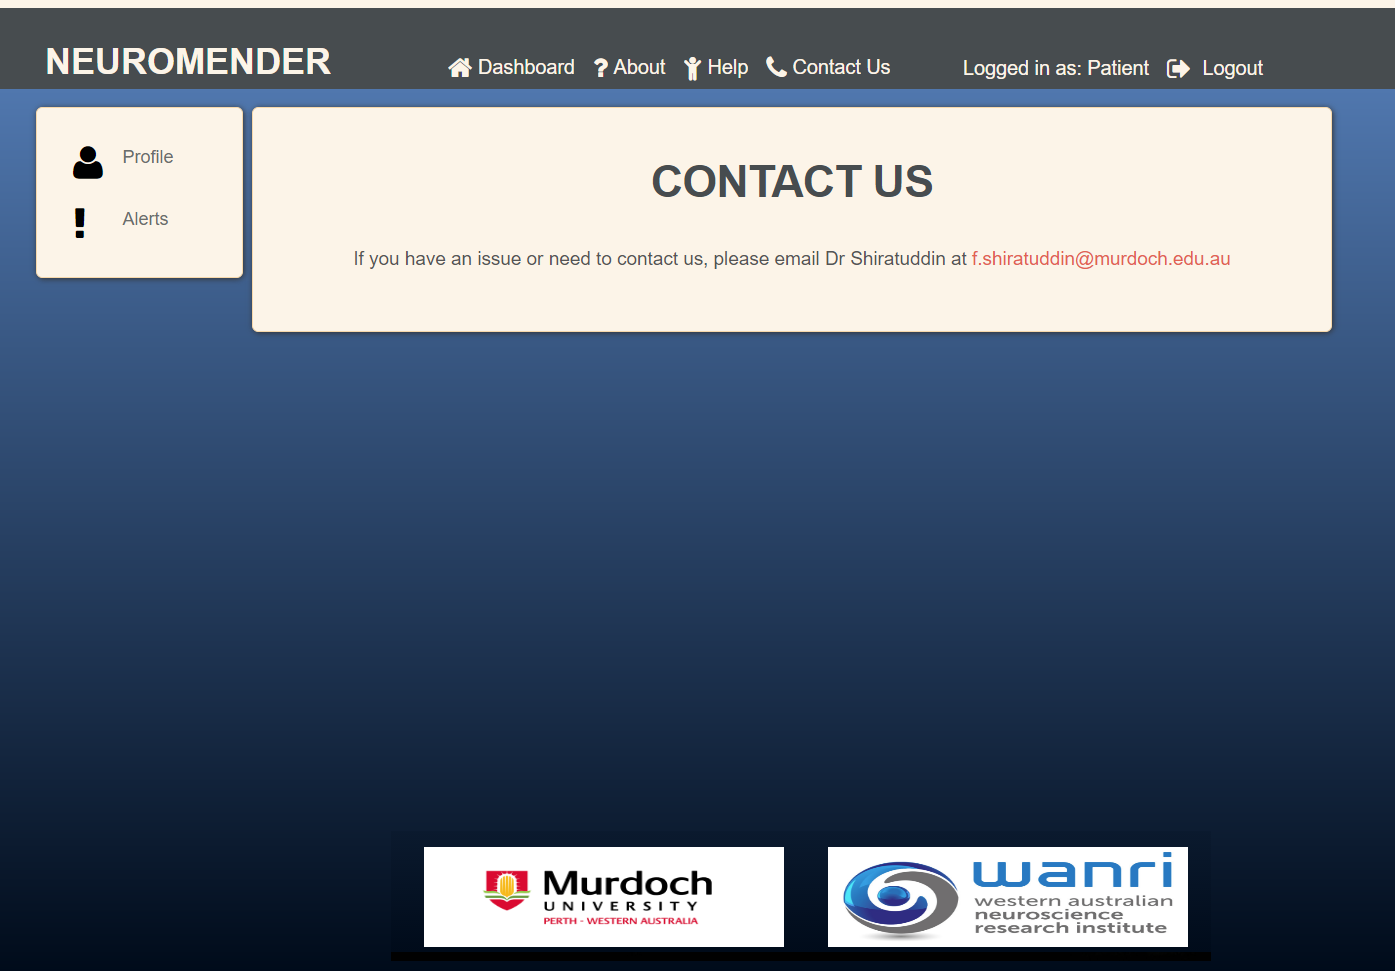 NEUROMENDER
Dashboard
About
Help
Contact Us
Logged in as: Patient
Logout
Profile
Alerts
CONTACT US
If you have an issue or need to contact us, please email Dr Shiratuddin at f.shiratuddin@murdoch.edu.au
Murdoch
UNIVERSITY
PERTH - WESTERN AUSTRALIA
wanri
western australian
neuroscience
research institute